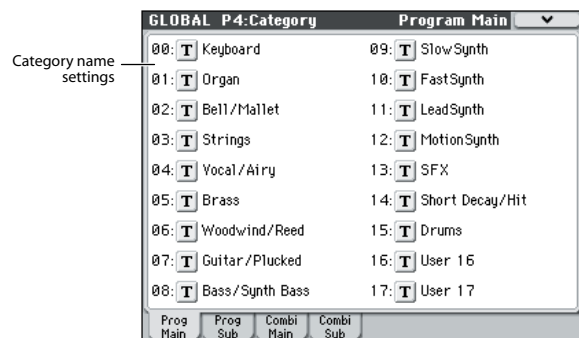 GLOBAL P4:Category Program Main
Category name
settings
00: T Keyboard
01: T Organ
02: T Bell/Mallet
03: T Strings
04: T Vocal/Airy
05: T Brass
06: T Woodwind/Reed
07: T Guitar/Plucked
08: T Bass/Synth Bass
09: T SlowSynth
10: T FastSynth
11: T LeadSynth
12: T MotionSynth
13: T SFX
14: T Short Decay/Hit
15: T Drums
16: T User 16
17: T User 17
Prog Main
Prog Sub
Combi Main
Combi Sub